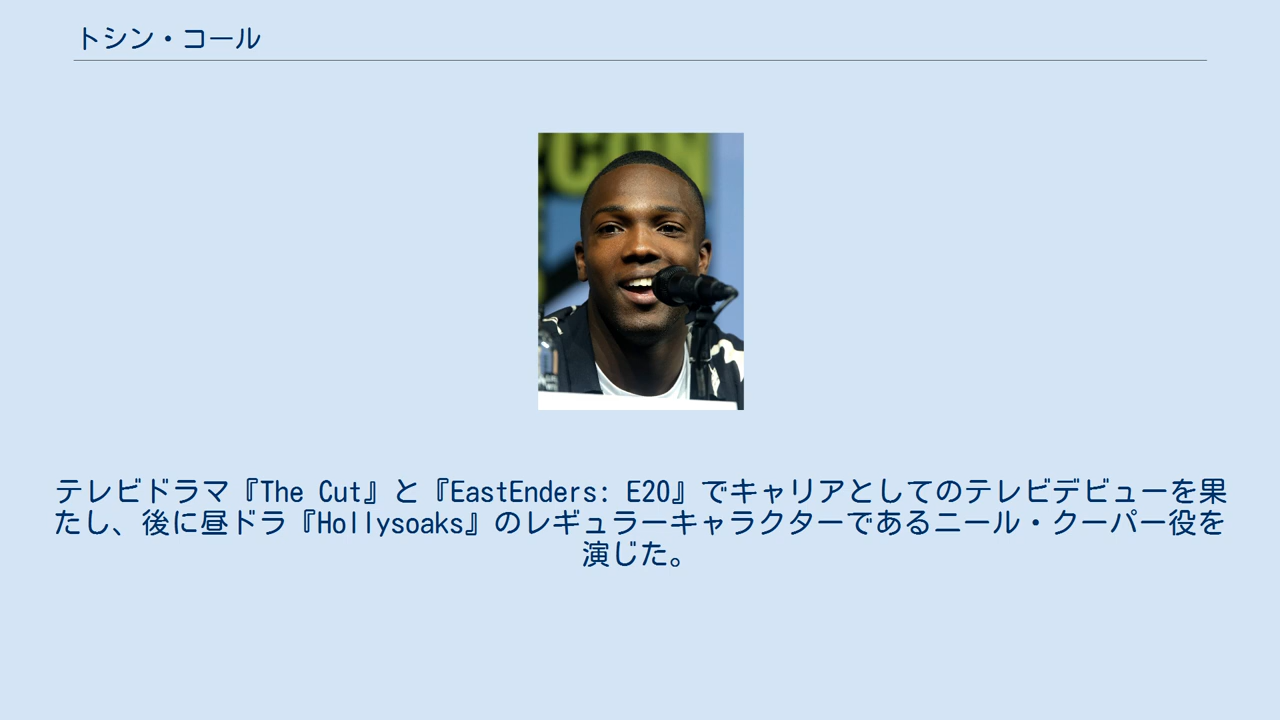 トシン・コール
CON
テレビドラマ『The Cut』と『EastEnders: E20』でキャリアとしてのテレビデビューを果
たし、後に昼ドラ『Hollysoaks』のレギュラーキャラクターであるニール・クーパー役を
演じた。